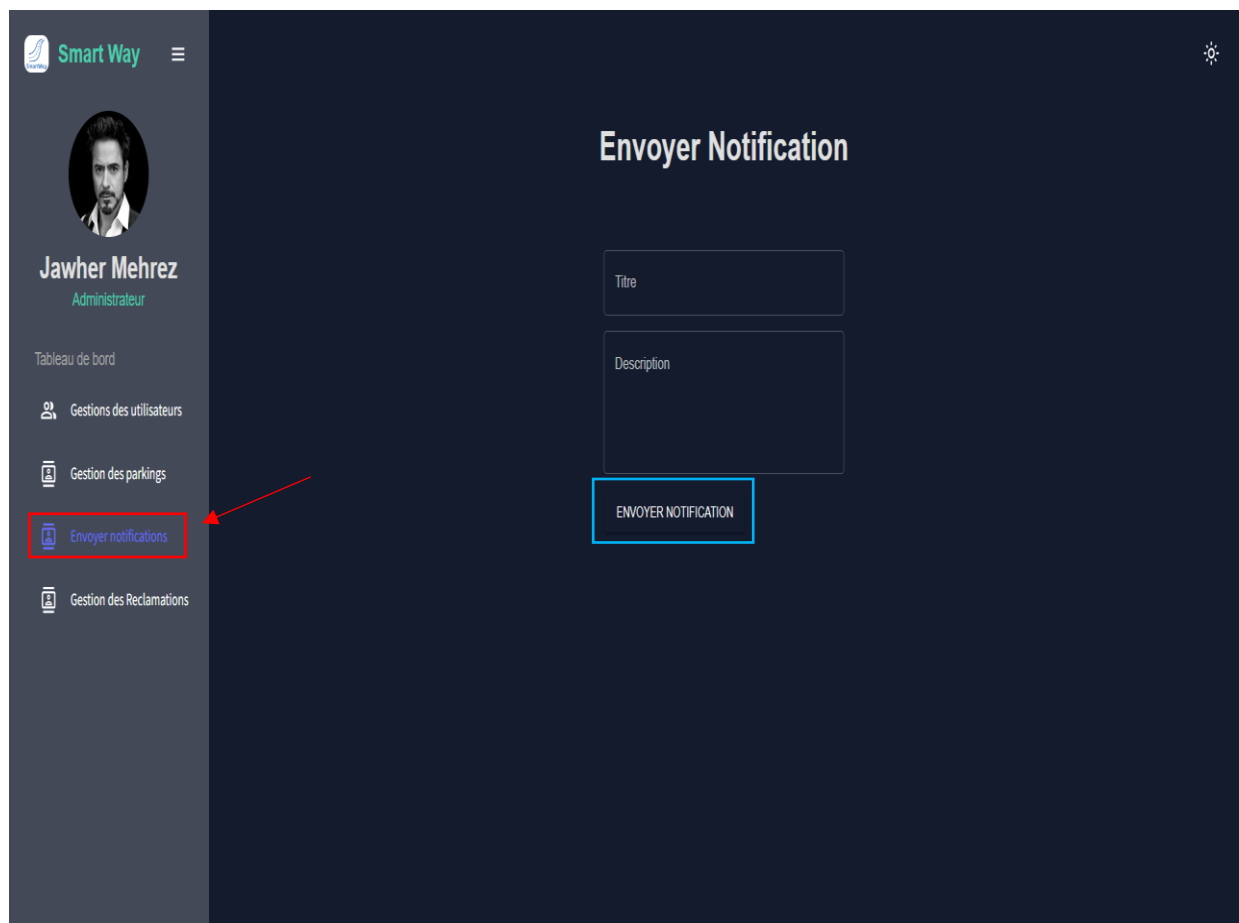 Smart Way
Jawher Mehrez
Administrateur
Tableau de bord
Gestions des utilisateurs
Gestion des parkings
Envoyer notifications
Gestion des Reclamations
Envoyer Notification
Titre
Description
ENVOYER NOTIFICATION